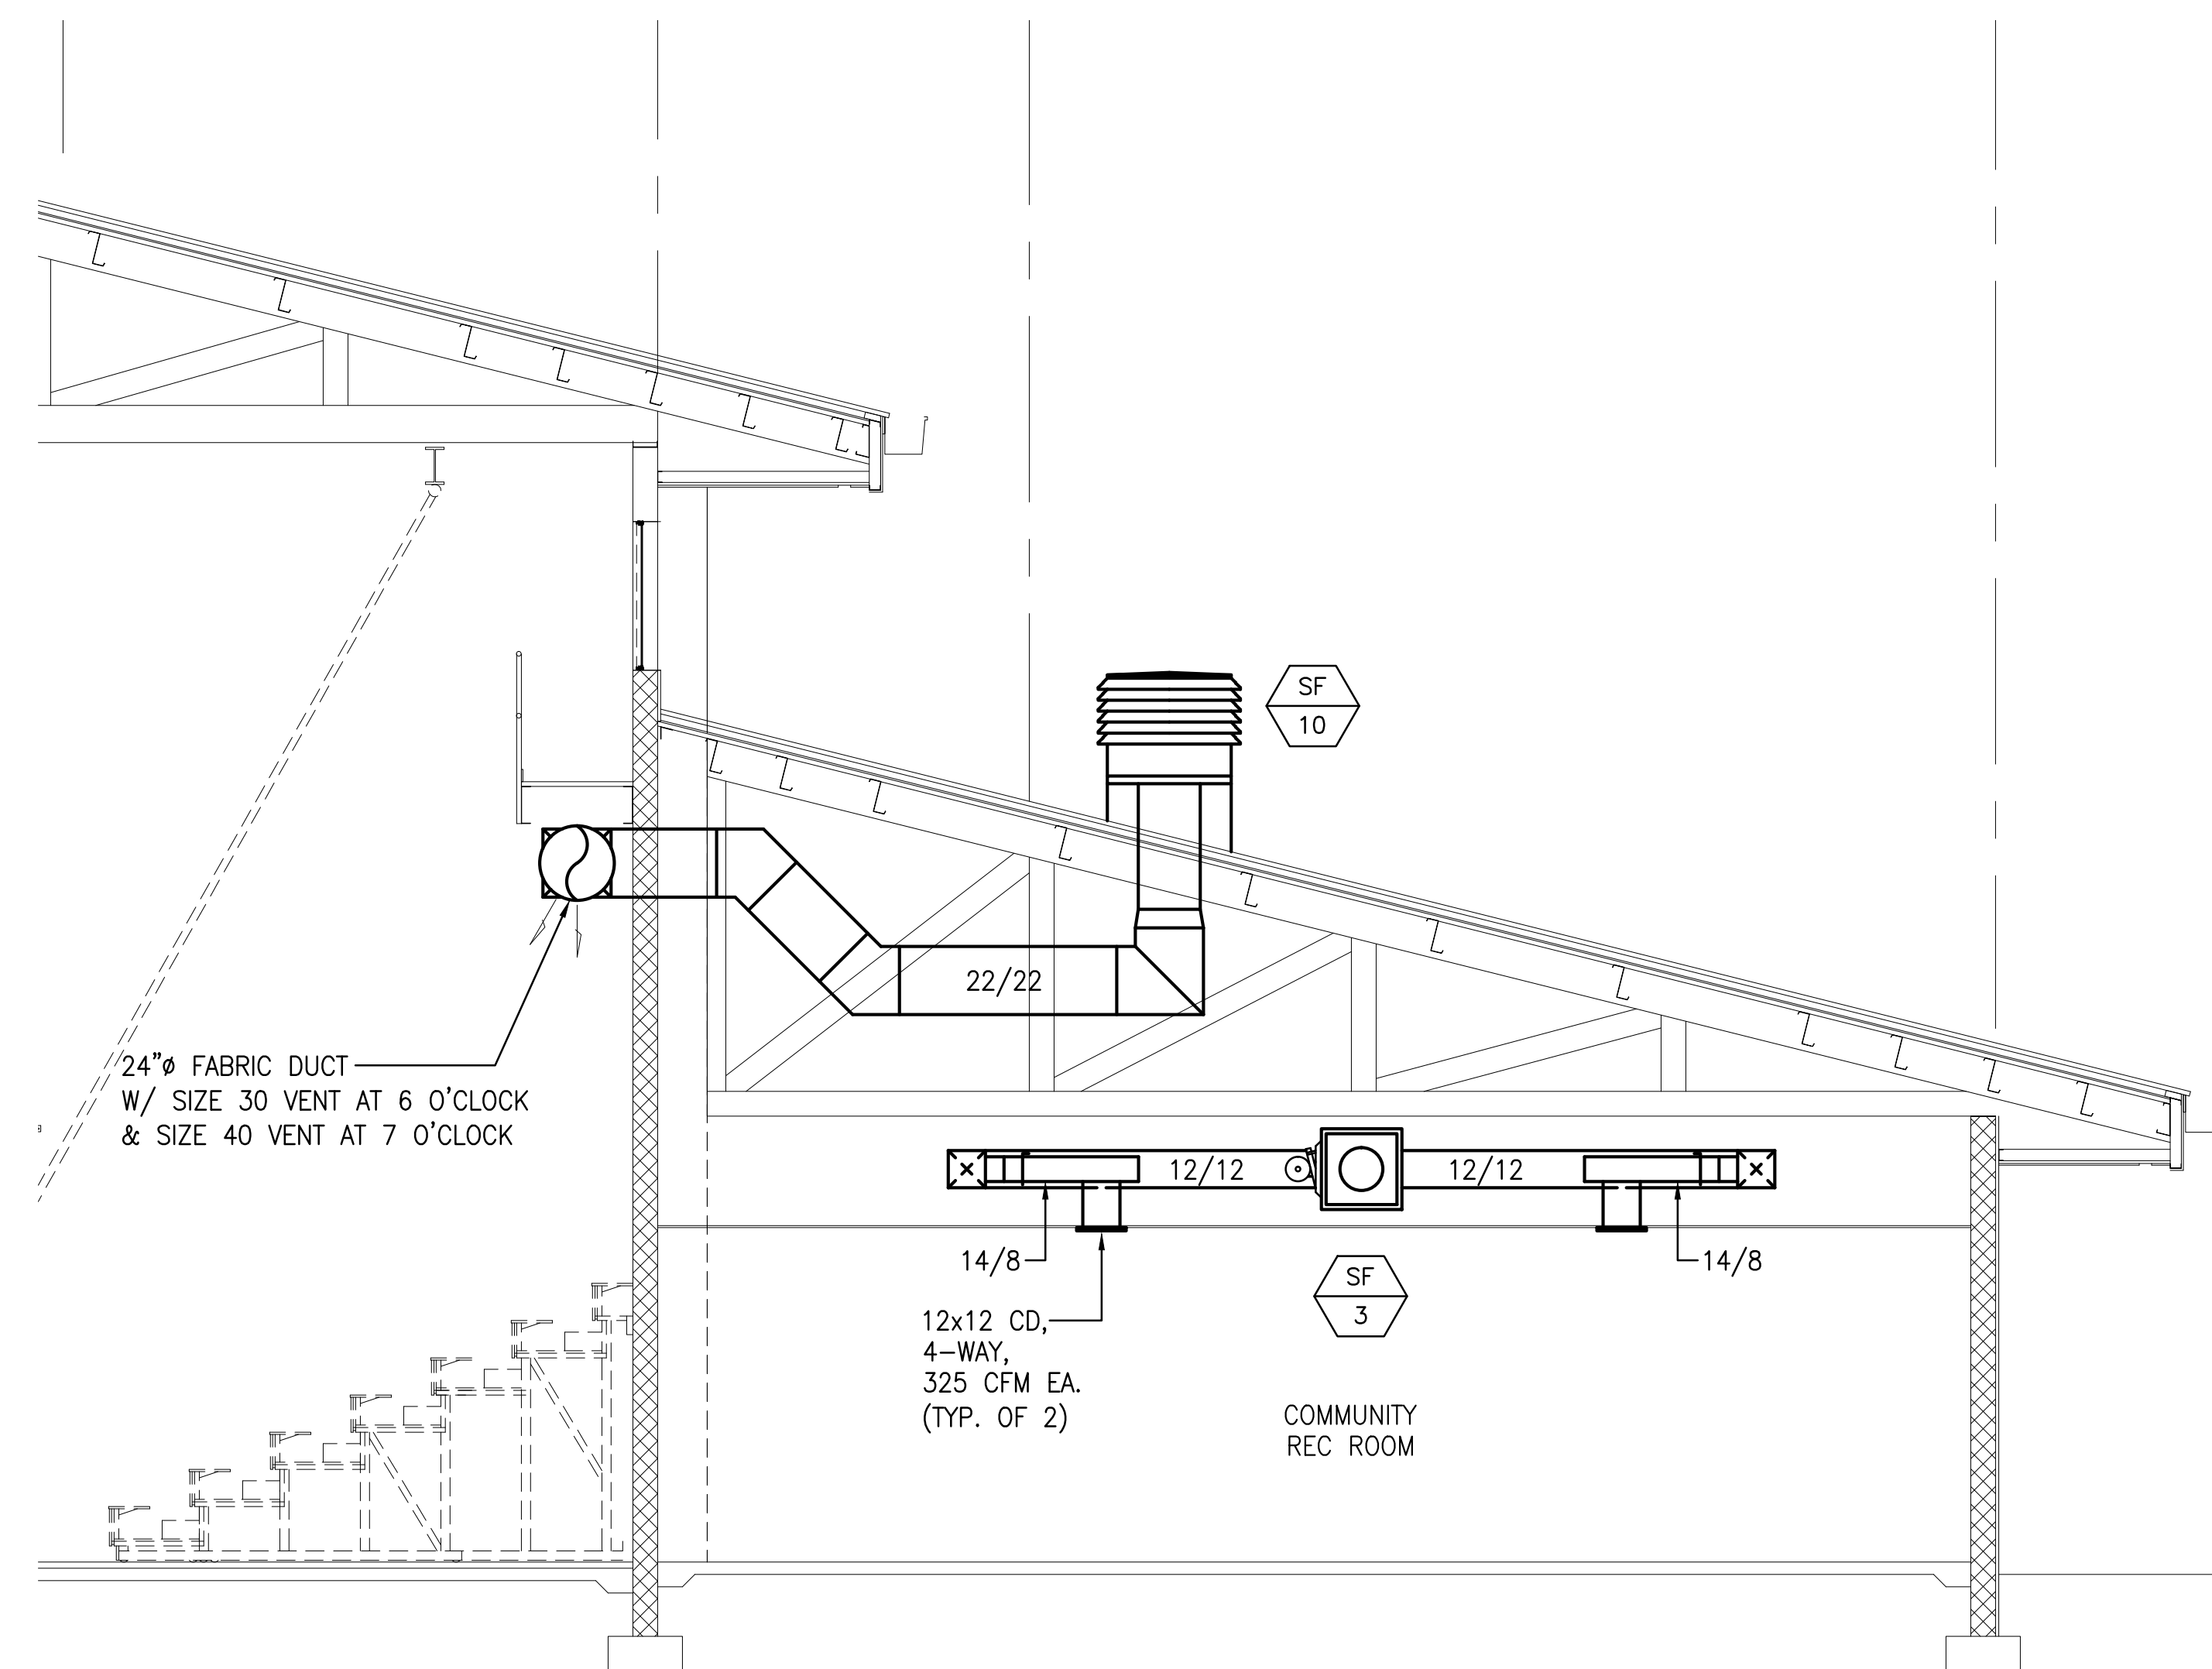 SF
10
22/22
24"ø FABRIC DUCT
W/ SIZE 30 VENT AT 6 O'CLOCK
& SIZE 40 VENT AT 7 O'CLOCK
12/12
12/12
14/8
14/8
SF
3
12x12 CD,
4-WAY,
325 CFM EA.
(TYP. OF 2)
COMMUNITY
REC ROOM